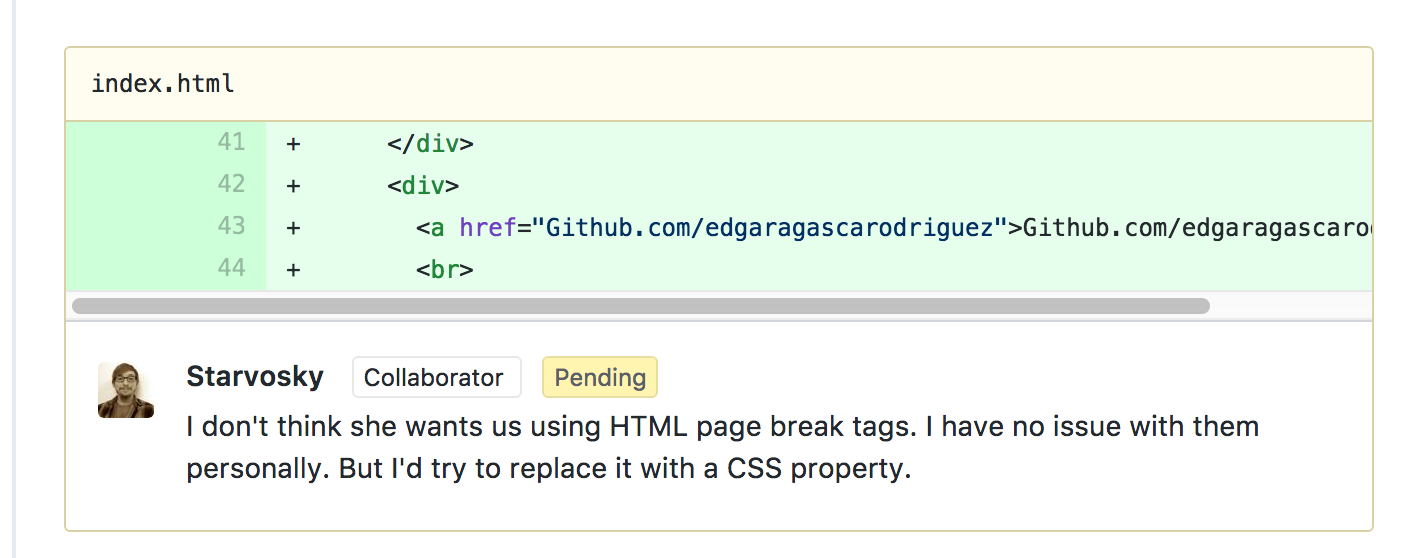 index.html
41 + </div>
42 + <div>
43 + <a href="Github.com/edgaragascarodriguez">Github.com/edgaragascaro
44 + <br>
Starvosky Collaborator Pending
I don't think she wants us using HTML page break tags. I have no issue with them
personally. But I'd try to replace it with a CSS property.